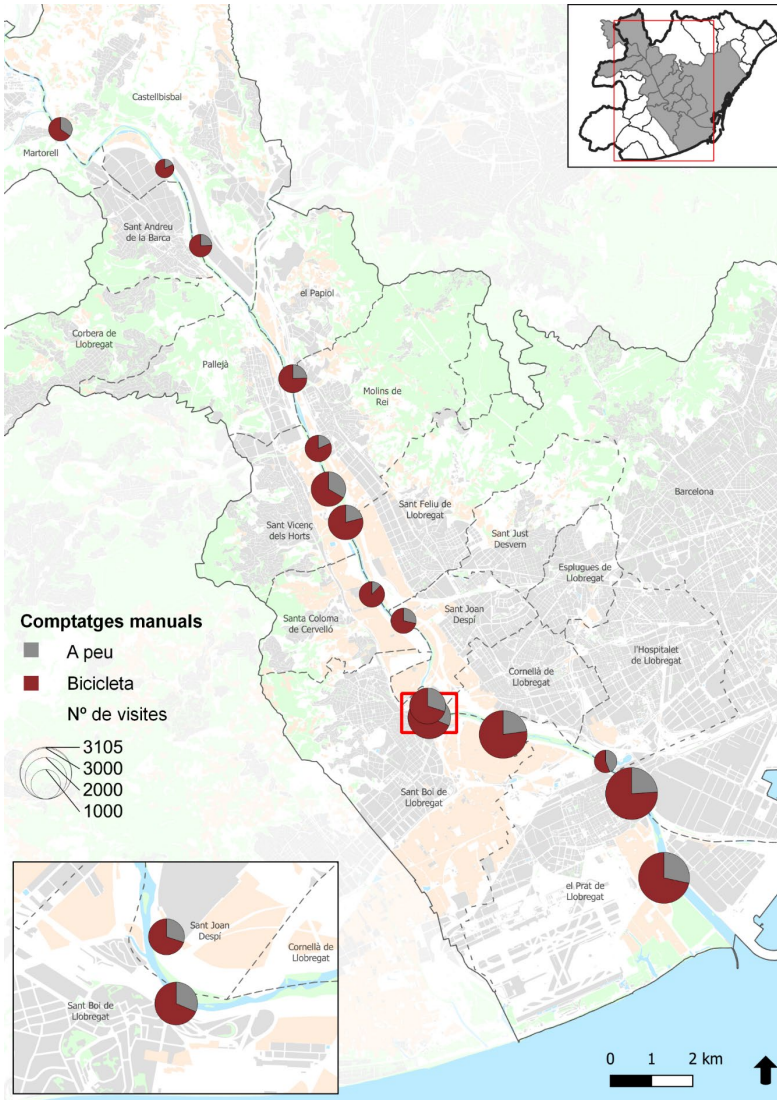 Castellbisbal
Martorell
Sant Andreu
de la Barca
el Papiol
Corbera de
Llobregat
Pallejà
Molins de
Rei
Barcelona
Sant Feliu de
Llobregat
Sant Vicenç
dels Horts
Sant Just
Desvern
Esplugues de
Llobregat
Santa Coloma
de Cervelló
Sant Joan
Despí
l'Hospitalet
de Llobregat
Cornellà de
Llobregat
Comptatges manuals
A peu
Bicicleta
Nº de visites
3105
3000
2000
1000
Sant Boi de
Llobregat
el Prat de
Llobregat
Sant Joan
Despí
Cornellà de
Llobregat
Sant Boi de
Llobregat
0 1 2 km